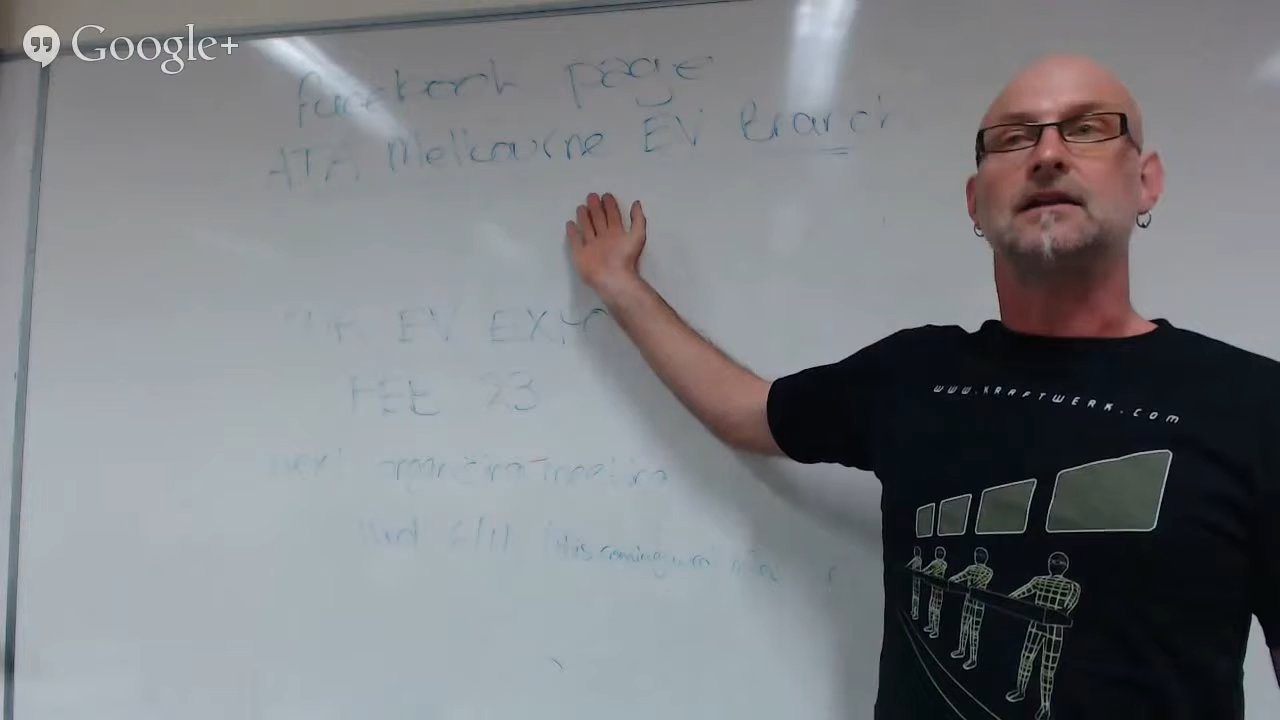 Google+
facebook page
ATA Melbourne EV Branch
EV EXPO
FEB 23
next organising meeting
Wed 6/11 (this coming wed
www.KRAFTWERK.com